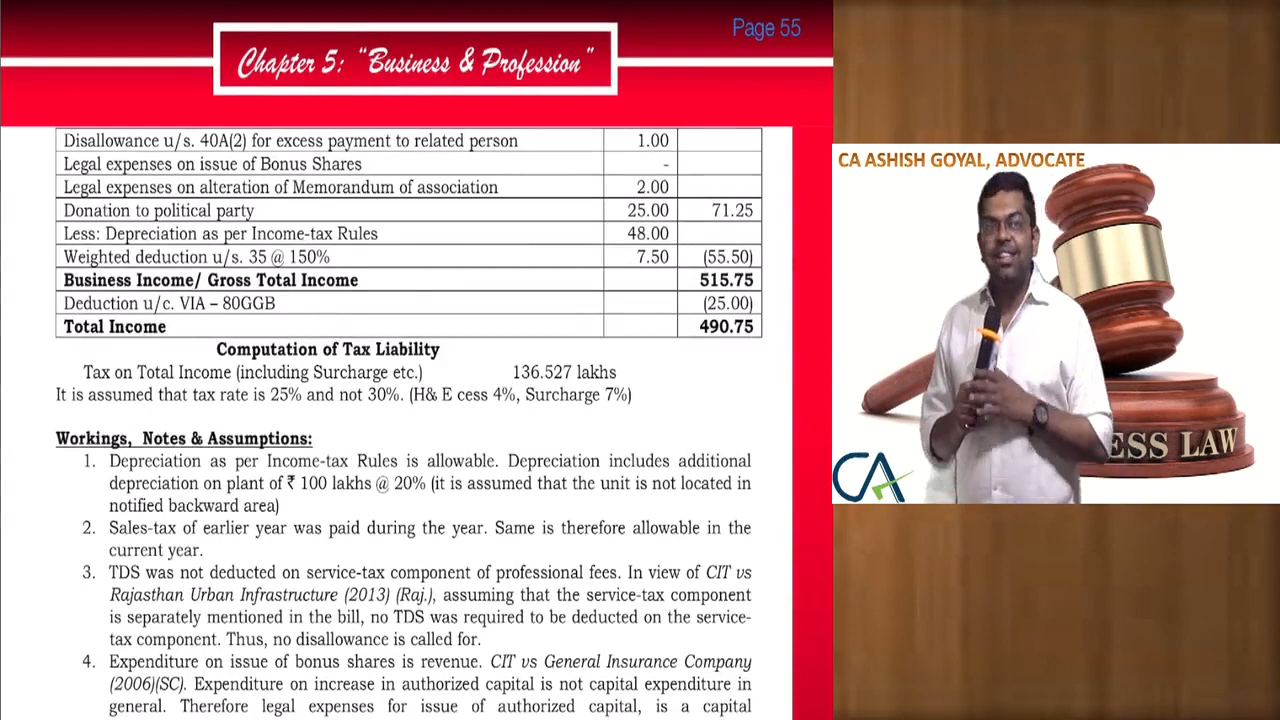 Page 55
Chapter 5: "Business & Profession"
Disallowance u/s. 40A(2) for excess payment to related person 1.00
Legal expenses on issue of Bonus Shares -
Legal expenses on alteration of Memorandum of association 2.00
Donation to political party 25.00 71.25
Less: Depreciation as per Income-tax Rules 48.00
Weighted deduction u/s. 35 @ 150% 7.50 (55.50)
Business Income/ Gross Total Income 515.75
Deduction u/c. VIA – 80GGB (25.00)
Total Income 490.75
Computation of Tax Liability
Tax on Total Income (including Surcharge etc.) 136.527 lakhs
It is assumed that tax rate is 25% and not 30%. (H& E cess 4%, Surcharge 7%)
Workings, Notes & Assumptions:
1. Depreciation as per Income-tax Rules is allowable. Depreciation includes additional
depreciation on plant of ₹ 100 lakhs @ 20% (it is assumed that the unit is not located in
notified backward area)
2. Sales-tax of earlier year was paid during the year. Same is therefore allowable in the
current year.
3. TDS was not deducted on service-tax component of professional fees. In view of CIT vs
Rajasthan Urban Infrastructure (2013) (Raj.), assuming that the service-tax component
is separately mentioned in the bill, no TDS was required to be deducted on the service-
tax component. Thus, no disallowance is called for.
4. Expenditure on issue of bonus shares is revenue. CIT vs General Insurance Company
(2006)(SC). Expenditure on increase in authorized capital is not capital expenditure in
general. Therefore legal expenses for issue of authorized capital, is a capital
CA ASHISH GOYAL, ADVOCATE
ESS LAW
CA